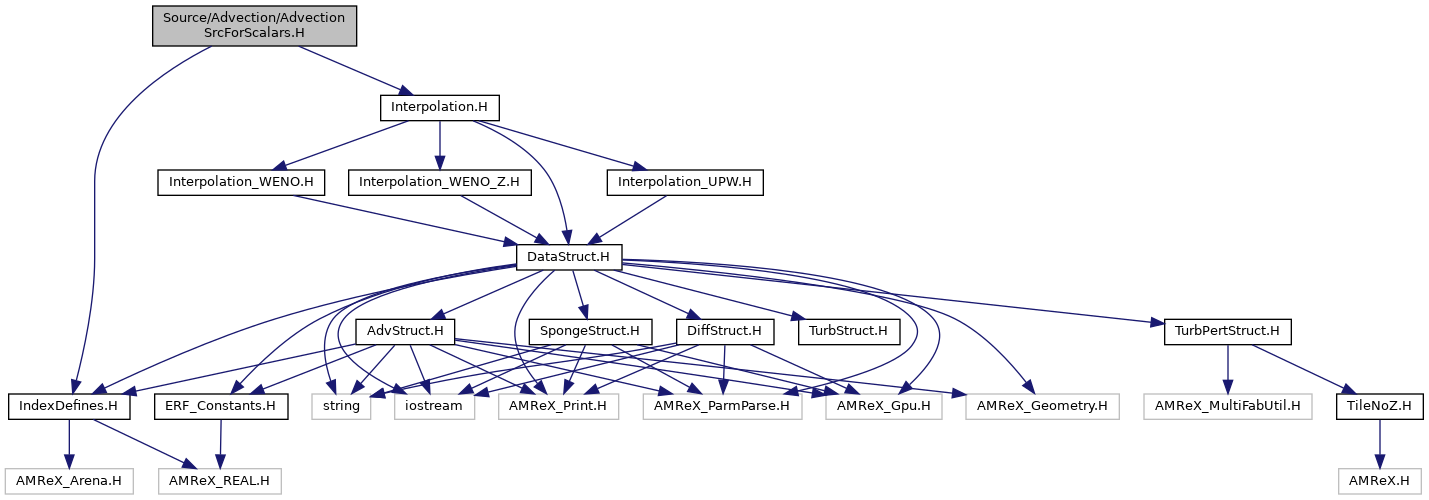 Source/Advection/Advection
SrcForScalars.H
Interpolation.H
Interpolation_WENO.H
Interpolation_WENO_Z.H
Interpolation_UPW.H
DataStruct.H
AdvStruct.H
SpongeStruct.H
DiffStruct.H
TurbStruct.H
TurbPertStruct.H
IndexDefines.H
ERF_Constants.H
string
iostream
AMReX_Print.H
AMReX_ParmParse.H
AMReX_Gpu.H
AMReX_Geometry.H
AMReX_MultiFabUtil.H
TileNoZ.H
AMReX_Arena.H
AMReX_REAL.H
AMReX.H